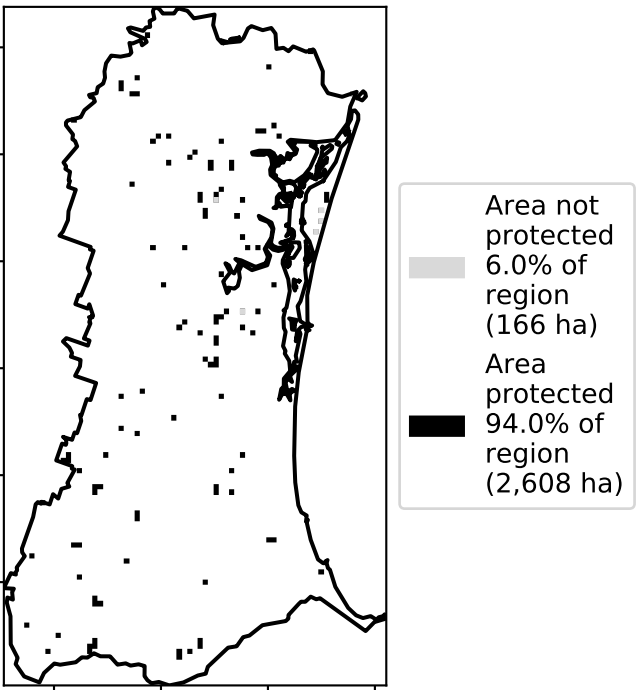 Area not
protected
6.0% of
region
(166 ha)
Area
protected
94.0% of
region
(2,608 ha)